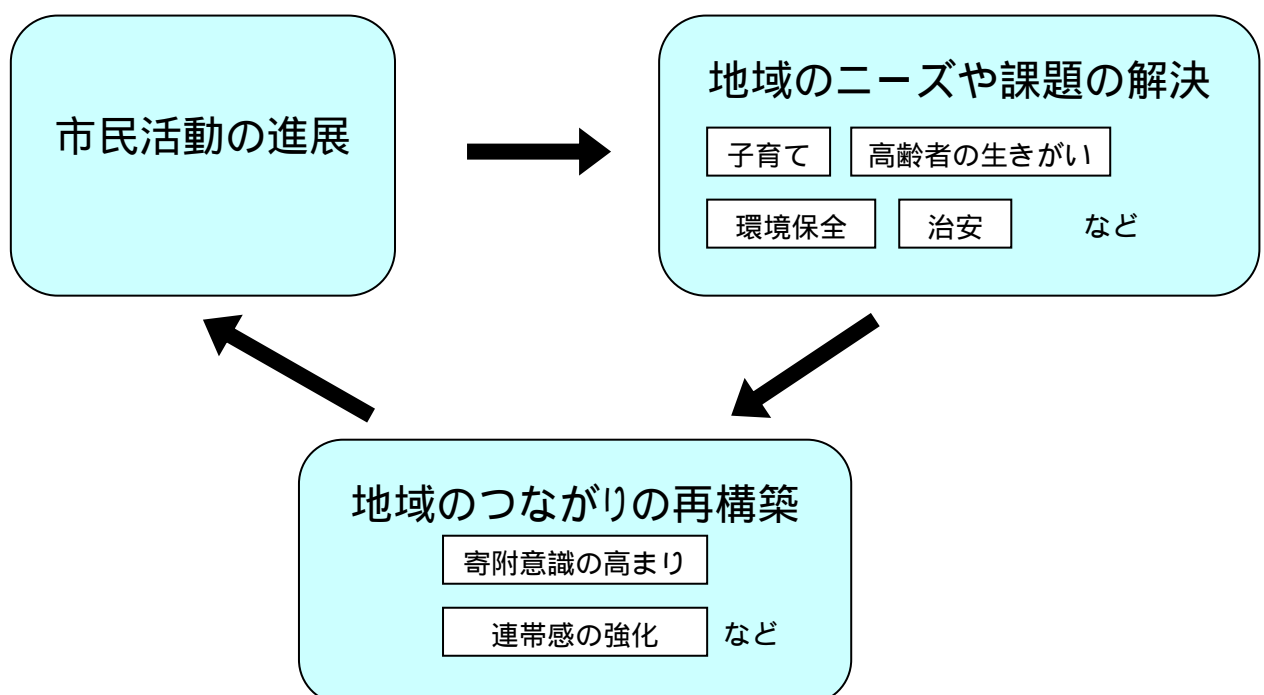 市民活動の進展
地域のニーズや課題の解決
子育て 高齢者の生きがい
環境保全 治安 など
地域のつながりの再構築
寄附意識の高まり
連帯感の強化 など